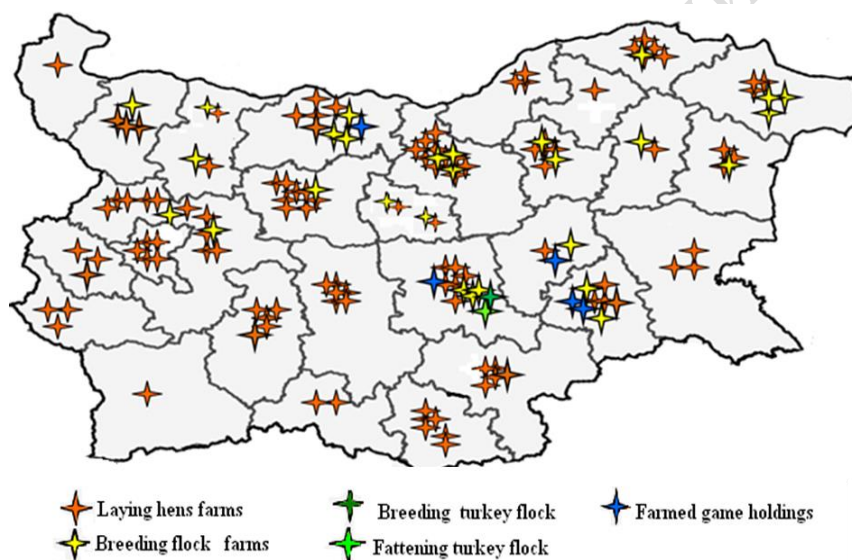 Laying hens farms
Breeding turkey flock
Farmed game holdings
Breeding flock farms
Fattening turkey flock